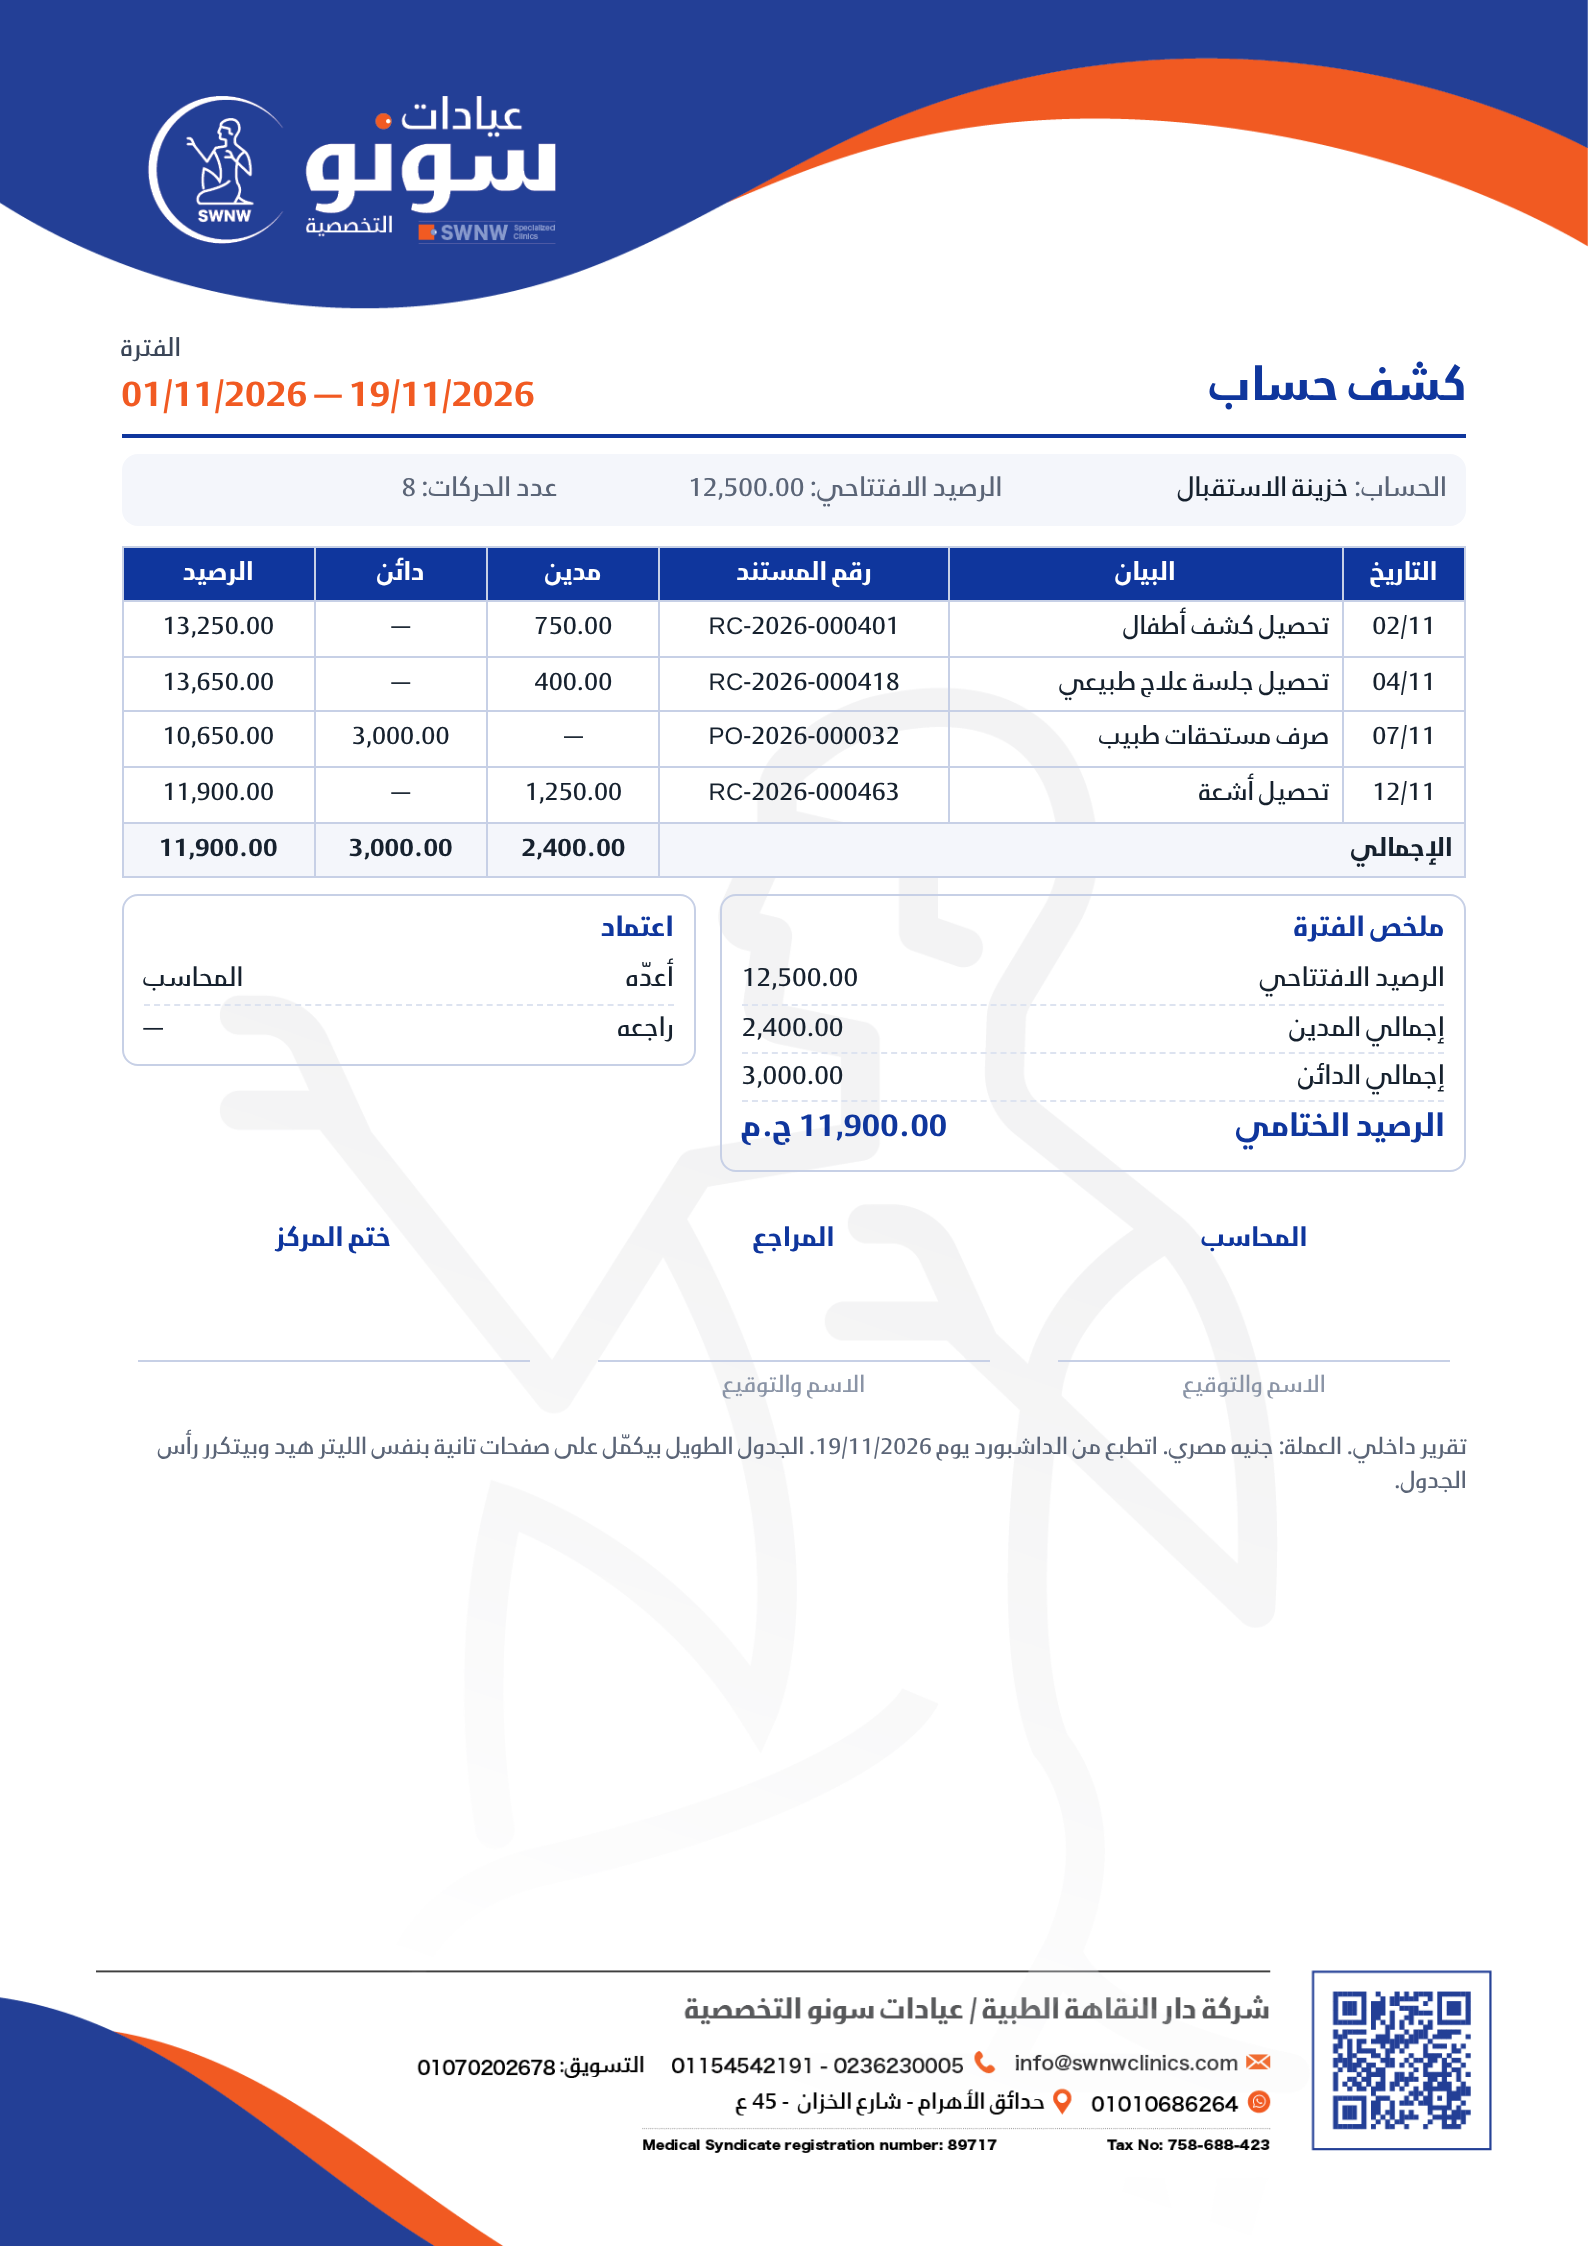 عيادات
سونو
التخصصية
SWNW Specialized Clinics
SWNW
كشف حساب
الفترة
01/11/2026 — 19/11/2026
الحساب: خزينة الاستقبال الرصيد الافتتاحي: 12,500.00 عدد الحركات: 8
التاريخ البيان رقم المستند مدين دائن الرصيد
02/11 تحصيل كشف أطفال RC-2026-000401 750.00 — 13,250.00
04/11 تحصيل جلسة علاج طبيعي RC-2026-000418 400.00 — 13,650.00
07/11 صرف مستحقات طبيب PO-2026-000032 — 3,000.00 10,650.00
12/11 تحصيل أشعة RC-2026-000463 1,250.00 — 11,900.00
الإجمالي 2,400.00 3,000.00 11,900.00
ملخص الفترة
الرصيد الافتتاحي 12,500.00
إجمالي المدين 2,400.00
إجمالي الدائن 3,000.00
الرصيد الختامي 11,900.00 ج.م
اعتماد
أعدّه المحاسب
راجعه —
المحاسب المراجع ختم المركز
الاسم والتوقيع الاسم والتوقيع
تقرير داخلي. العملة: جنيه مصري. اتطبع من الداشبورد يوم 19/11/2026. الجدول الطويل بيكمّل على صفحات تانية بنفس الليتر هيد وبيتكرر رأس
الجدول.
شركة دار النقاهة الطبية / عيادات سونو التخصصية
info@swnwclinics.com 01154542191 - 0236230005 التسويق: 01070202678
01010686264 حدائق الأهرام - شارع الخزان - 45 ع
Medical Syndicate registration number: 89717 Tax No: 758-688-423